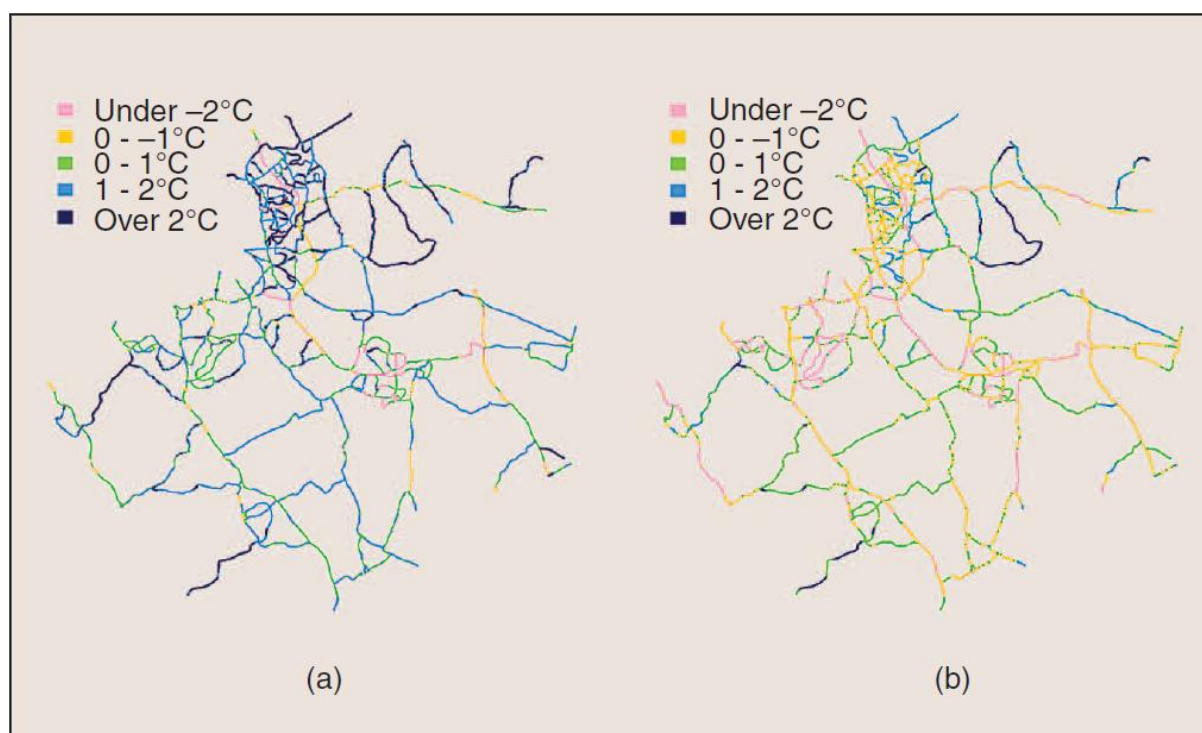 Under –2°C
0 - –1°C
0 - 1°C
1 - 2°C
Over 2°C
(a)
Under –2°C
0 - –1°C
0 - 1°C
1 - 2°C
Over 2°C
(b)